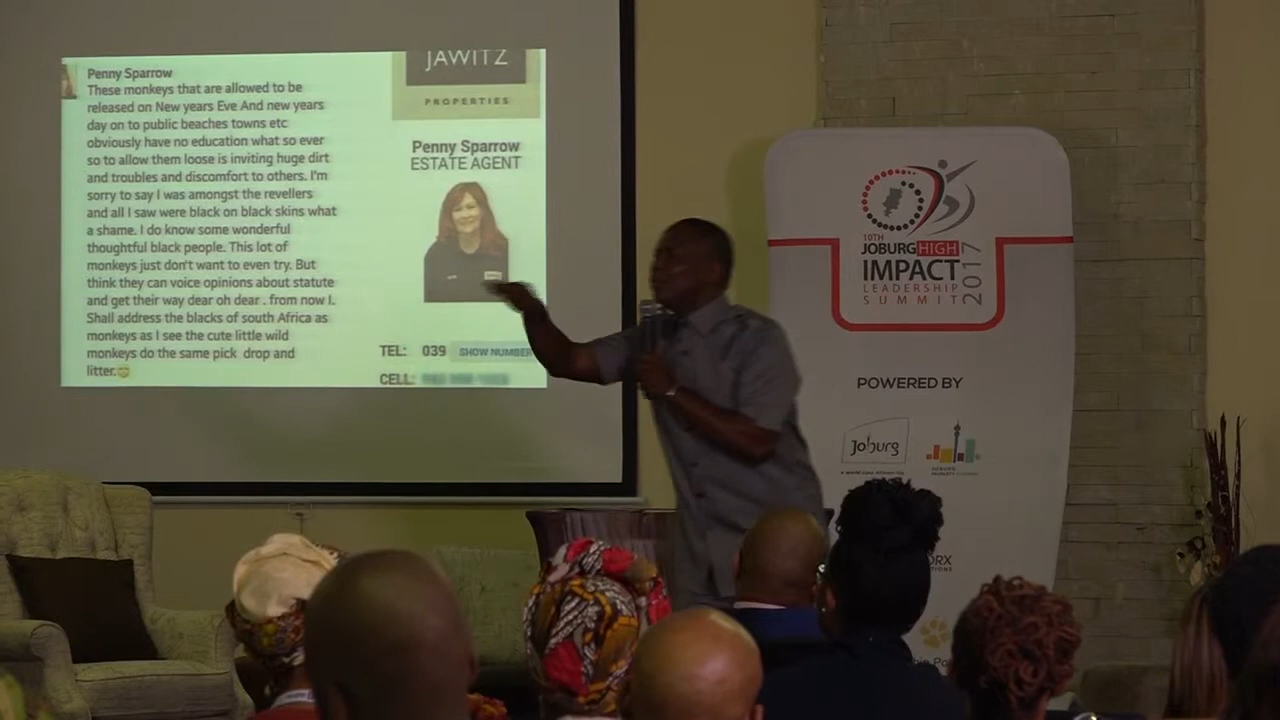 Penny Sparrow
These monkeys that are allowed to be
released on New years Eve And new years
day on to public beaches towns etc
obviously have no education what so ever
so to allow them loose is inviting huge dirt
and troubles and discomfort to others. I'm
sorry to say I was amongst the revellers
and all I saw were black on black skins what
a shame. I do know some wonderful
thoughtful black people. This lot of
monkeys just don't want to even try. But
think they can voice opinions about statute
and get their way dear oh dear . from now I.
Shall address the blacks of south Africa as
monkeys as I see the cute little wild
monkeys do the same pick drop and
litter.
JAWITZ
PROPERTIES
Penny Sparrow
ESTATE AGENT
TEL: 039 SHOW NUMBER
CELL:
10TH
JOBURG HIGH
IMPACT
LEADERSHIP
SUMMIT
2017
POWERED BY
Joburg